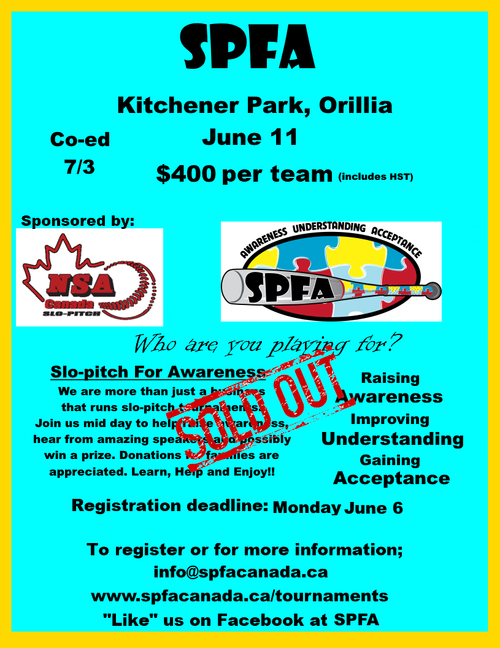 SPFA
Kitchener Park, Orillia
Co-ed
June 11
7/3
$400 per team (includes HST)
Sponsored by:
NSA
Canada
SLO-PITCH
AWARENESS UNDERSTANDING ACCEPTANCE
SPFA
Who are you playing for?
Slo-pitch For Awareness
We are more than just a business
that runs slo-pitch tournaments.
Join us mid day to help raise awareness,
hear from amazing speakers and possibly
win a prize. Donations for families are
appreciated. Learn, Help and Enjoy!!
SOLD OUT
Raising
Awareness
Improving
Understanding
Gaining
Acceptance
Registration deadline: Monday June 6
To register or for more information;
info@spfacanada.ca
www.spfacanada.ca/tournaments
"Like" us on Facebook at SPFA